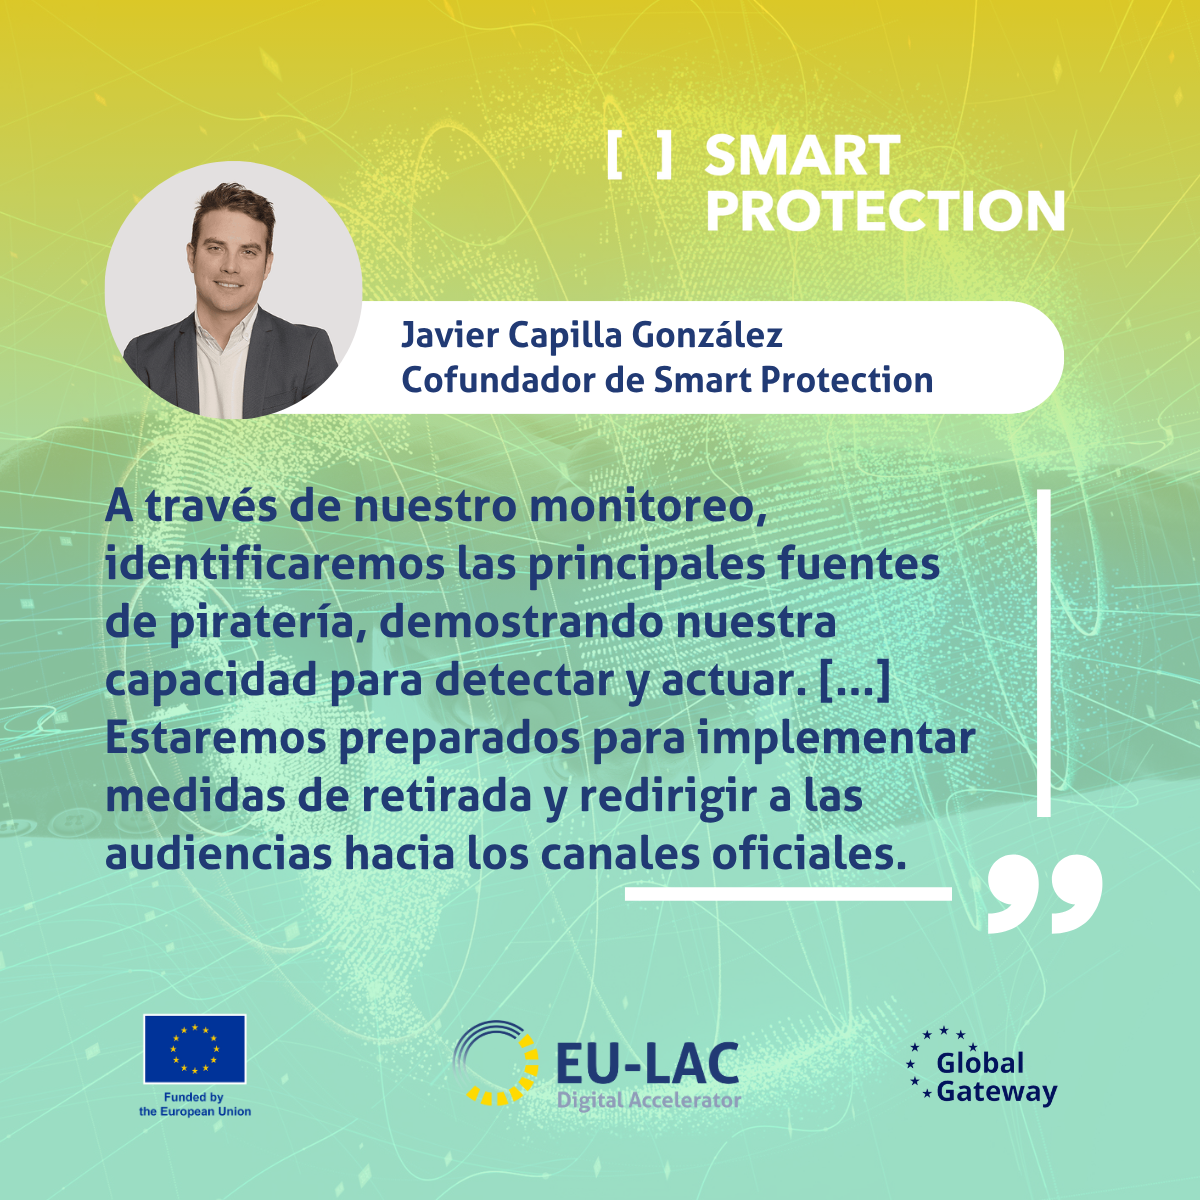 [ ] SMART
PROTECTION
Javier Capilla González
Cofundador de Smart Protection
A través de nuestro monitoreo,
identificaremos las principales fuentes
de piratería, demostrando nuestra
capacidad para detectar y actuar. [...]
Estaremos preparados para implementar
medidas de retirada y redirigir a las
audiencias hacia los canales oficiales.
”
Funded by
the European Union
EU-LAC
Digital Accelerator
Global
Gateway